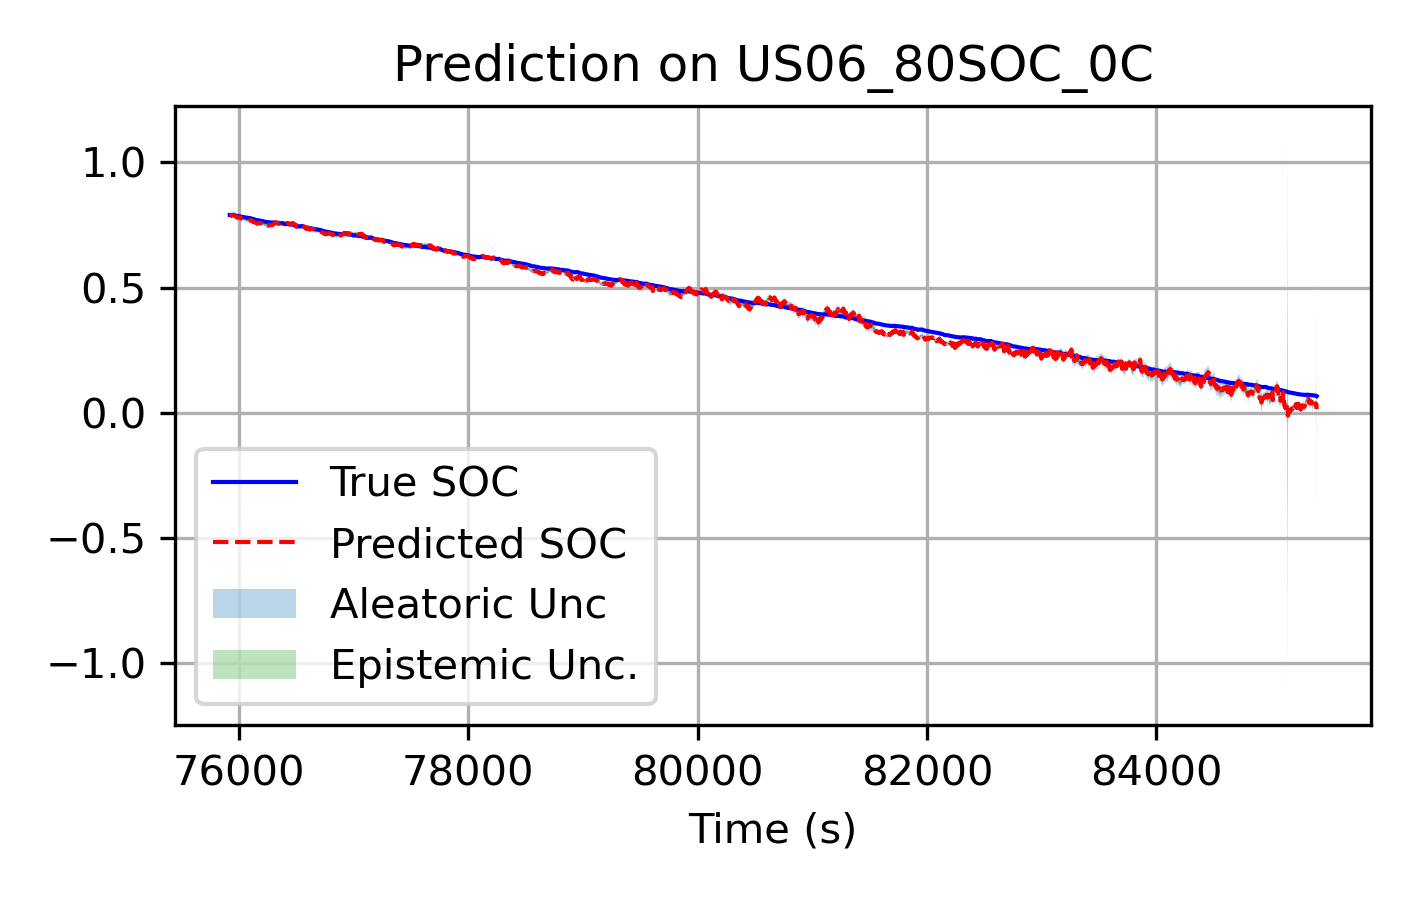 Prediction on US06_80SOC_0C
1.0
0.5
0.0
−0.5
−1.0
True SOC
Predicted SOC
Aleatoric Unc
Epistemic Unc.
76000 78000 80000 82000 84000
Time (s)